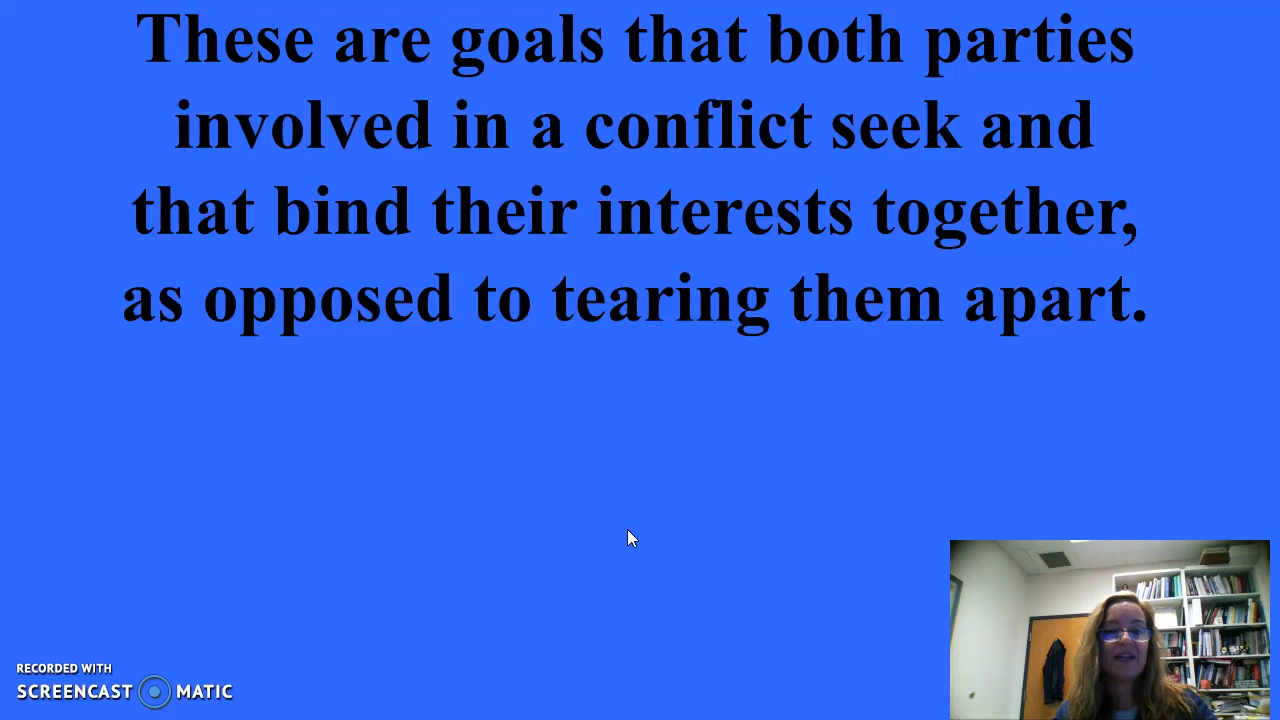 These are goals that both parties
involved in a conflict seek and
that bind their interests together,
as opposed to tearing them apart.
RECORDED WITH
SCREENCAST MATIC